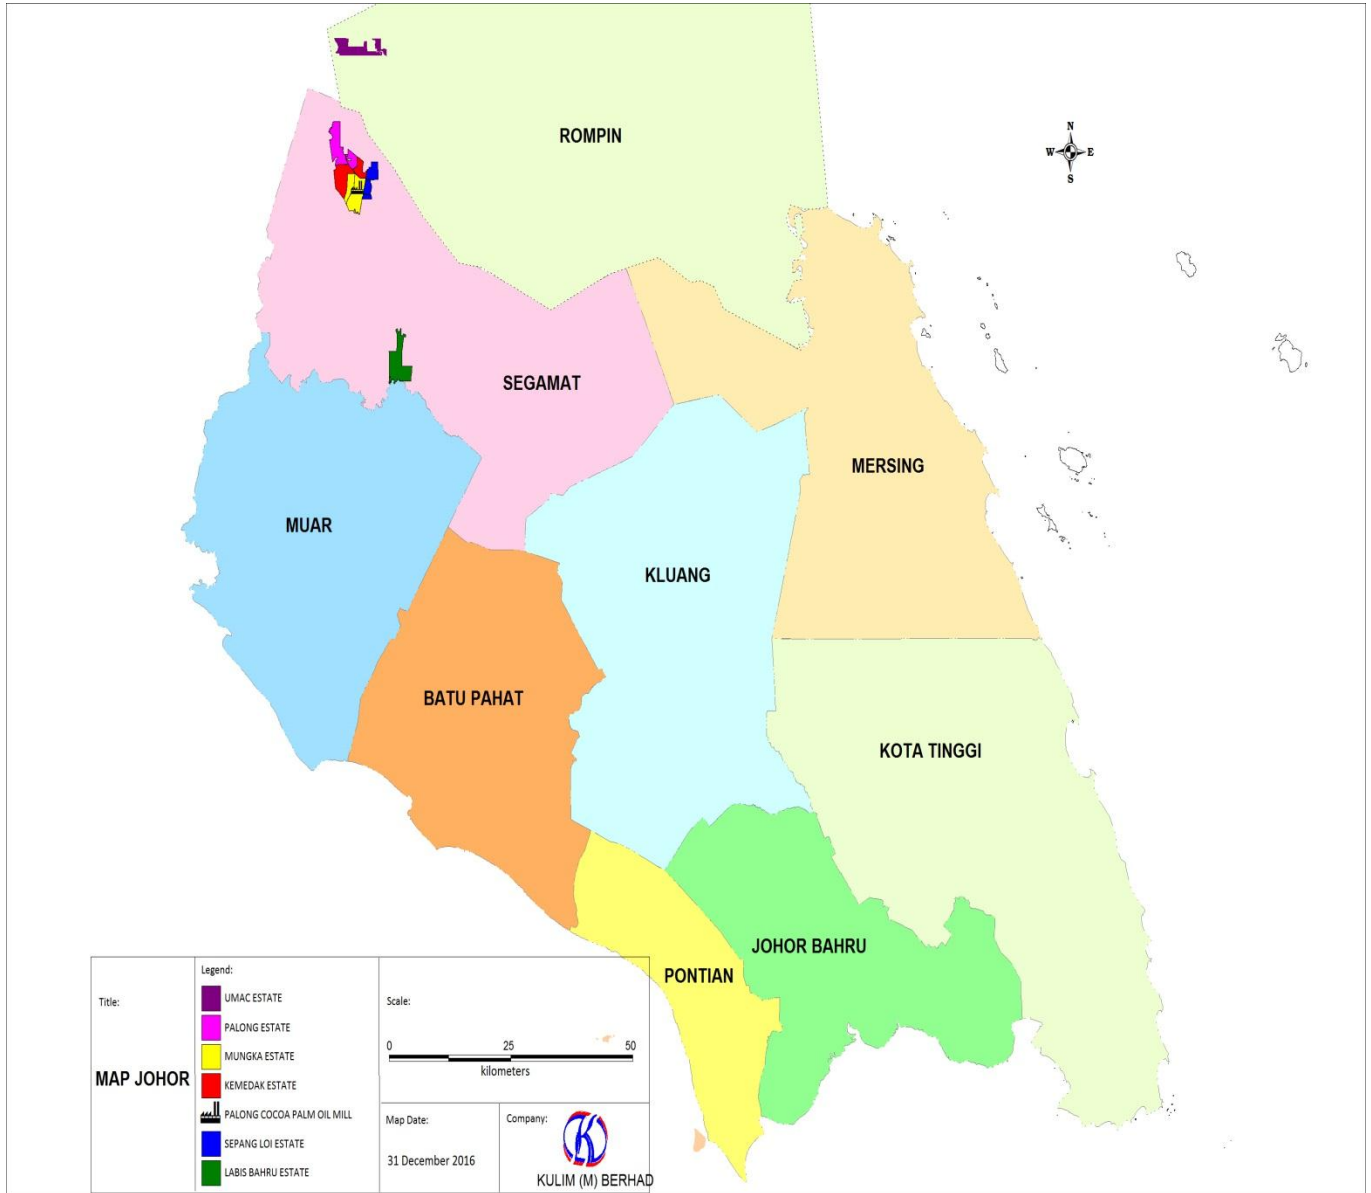 ROMPIN
N
W E
S
SEGAMAT
MERSING
MUAR
KLUANG
BATU PAHAT
KOTA TINGGI
JOHOR BAHRU
PONTIAN
Title:
MAP JOHOR
Legend:
UMAC ESTATE
PALONG ESTATE
MUNGKA ESTATE
KEMEDAK ESTATE
PALONG COCOA PALM OIL MILL
SEPANG LOI ESTATE
LABIS BAHRU ESTATE
Scale:
0 25 50
kilometers
Map Date:
31 December 2016
Company:
K
KULIM (M) BERHAD